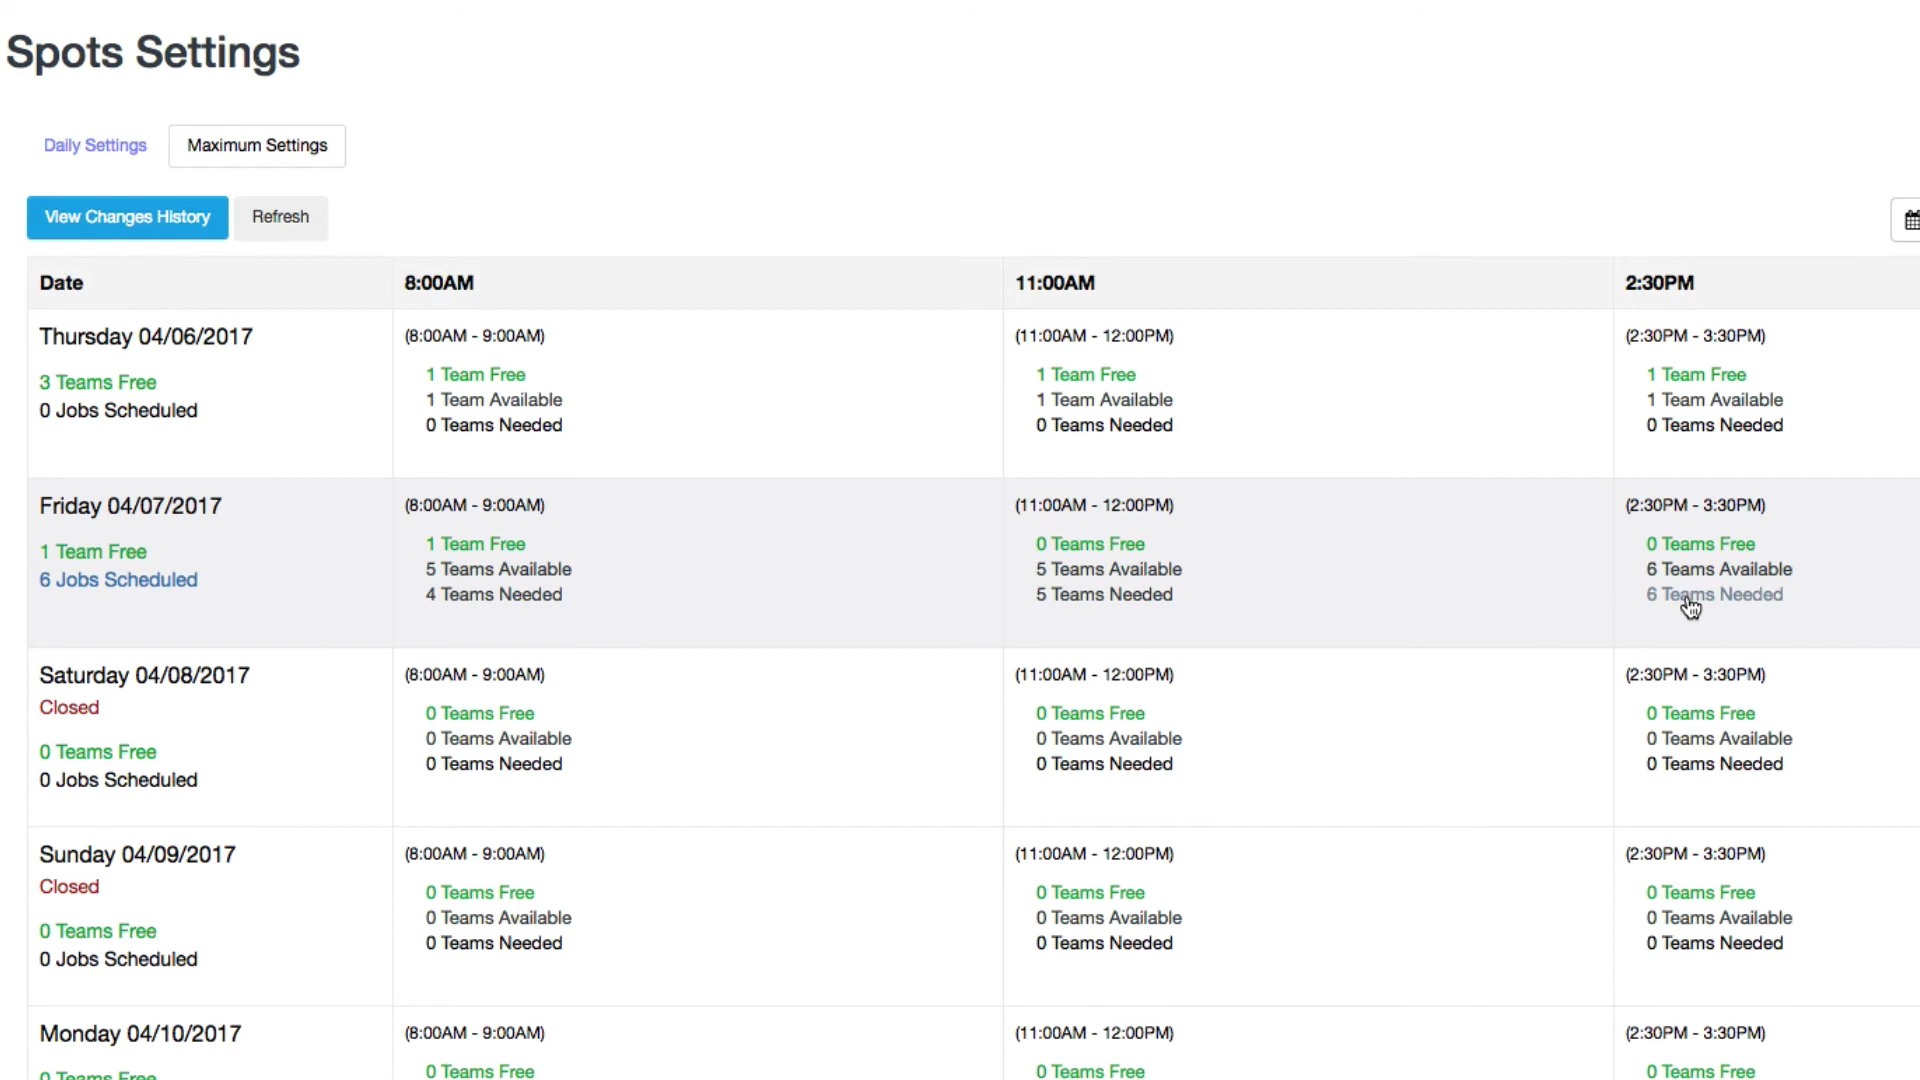 Spots Settings
Daily Settings Maximum Settings
View Changes History Refresh
Date 8:00AM 11:00AM 2:30PM
Thursday 04/06/2017 (8:00AM - 9:00AM) (11:00AM - 12:00PM) (2:30PM - 3:30PM)
3 Teams Free 1 Team Free 1 Team Free 1 Team Free
0 Jobs Scheduled 1 Team Available 1 Team Available 1 Team Available
0 Teams Needed 0 Teams Needed 0 Teams Needed
Friday 04/07/2017 (8:00AM - 9:00AM) (11:00AM - 12:00PM) (2:30PM - 3:30PM)
1 Team Free 1 Team Free 0 Teams Free 0 Teams Free
6 Jobs Scheduled 5 Teams Available 5 Teams Available 6 Teams Available
4 Teams Needed 5 Teams Needed 6 Teams Needed
Saturday 04/08/2017 (8:00AM - 9:00AM) (11:00AM - 12:00PM) (2:30PM - 3:30PM)
Closed 0 Teams Free 0 Teams Free 0 Teams Free
0 Teams Free 0 Teams Available 0 Teams Available 0 Teams Available
0 Jobs Scheduled 0 Teams Needed 0 Teams Needed 0 Teams Needed
Sunday 04/09/2017 (8:00AM - 9:00AM) (11:00AM - 12:00PM) (2:30PM - 3:30PM)
Closed 0 Teams Free 0 Teams Free 0 Teams Free
0 Teams Free 0 Teams Available 0 Teams Available 0 Teams Available
0 Jobs Scheduled 0 Teams Needed 0 Teams Needed 0 Teams Needed
Monday 04/10/2017 (8:00AM - 9:00AM) (11:00AM - 12:00PM) (2:30PM - 3:30PM)
0 Teams Free 0 Teams Free 0 Teams Free 0 Teams Free